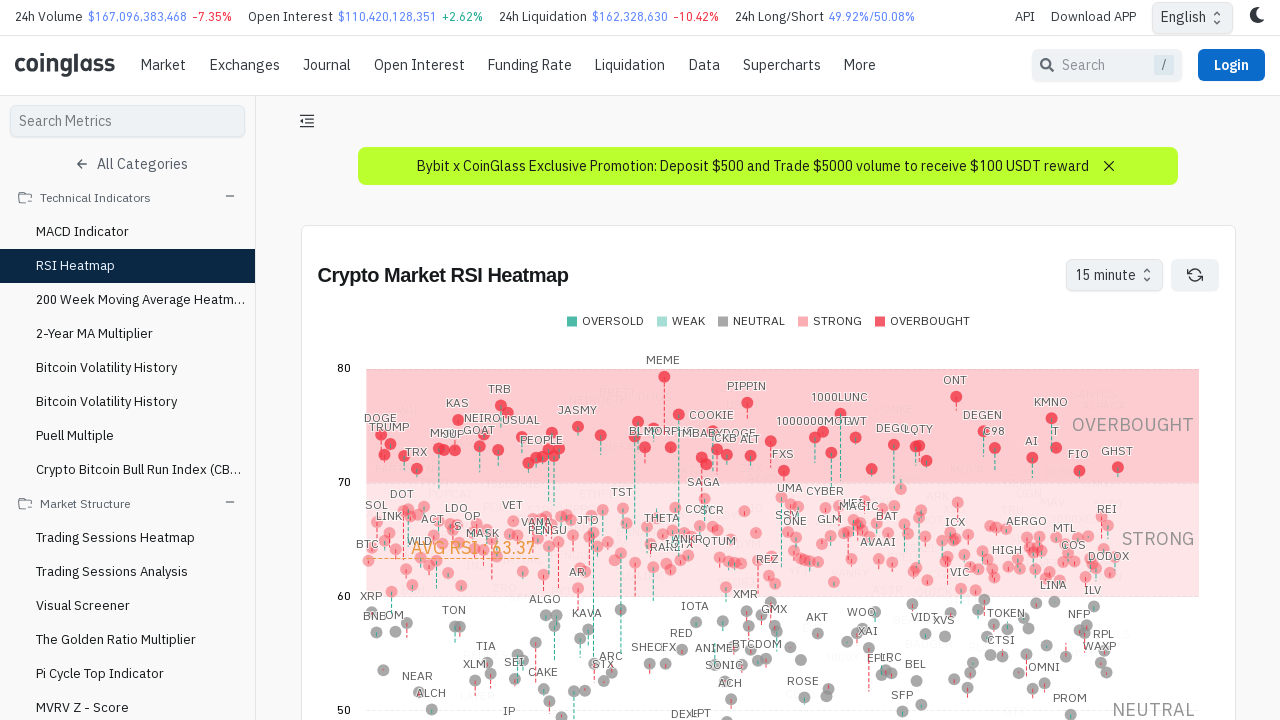 24h Volume $167,096,383,468 -7.35% Open Interest $110,420,128,351 +2.62% 24h Liquidation $162,328,630 -10.42% 24h Long/Short 49.92%/50.08% API Download APP English
coinglass Market Exchanges Journal Open Interest Funding Rate Liquidation Data Supercharts More Search / Login
Search Metrics
All Categories
Technical Indicators
MACD Indicator
RSI Heatmap
200 Week Moving Average Heatm...
2-Year MA Multiplier
Bitcoin Volatility History
Bitcoin Volatility History
Puell Multiple
Crypto Bitcoin Bull Run Index (CB...
Market Structure
Trading Sessions Heatmap
Trading Sessions Analysis
Visual Screener
The Golden Ratio Multiplier
Pi Cycle Top Indicator
MVRV Z - Score
Bybit x CoinGlass Exclusive Promotion: Deposit $500 and Trade $5000 volume to receive $100 USDT reward
Crypto Market RSI Heatmap
15 minute
OVERSOLD WEAK NEUTRAL STRONG OVERBOUGHT
MEME
80
ONT
PIPPIN
TRB
1000LUNC
KAS
KMNO
JASMY
COOKIE
DEGEN
DOGE
NEIRO
USUAL
OVERBOUGHT
TRUMP
GOAT
LQTY
C98
T
PEOPLE
CKB
ALT
AI
TRX
FXS
FIO
GHST
70
SAGA
UMA
CYBER
DOT
TST
SOL
VET
LDO
MAGIC
REI
LINK
ACT
OP
THETA
SCR
BAT
VANA
JTO
SSV
ONE
GLM
ICX
AERGO
MTL
PENGU
MASK
STRONG
BTC
WLD
AVG RSI : 63.37
QTUM
AVAAI
HIGH
COS
DODOX
REZ
VIC
LINA
ILV
60
XRP
ALGO
XMR
IOTA
GMX
TON
KAVA
AKT
WOO
VIDT
XVS
TOKEN
NFP
BNB
RED
XAI
RPL
TIA
SHELL
ANIME
BTCDOM
CTSI
WAXP
XLM
SEI
ARC
STX
SONIC
LRC
BEL
OMNI
NEAR
CAKE
ACH
ROSE
ALCH
SFP
PROM
50
IP
DEXE
LPT
NEUTRAL